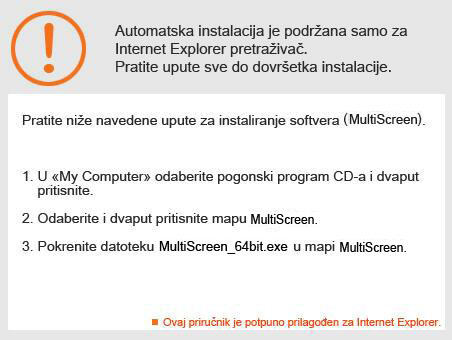 Automatska instalacija je podržana samo za
Internet Explorer pretraživač.
Pratite upute sve do dovršetka instalacije.
Pratite niže navedene upute za instaliranje softvera (MultiScreen).
1. U «My Computer» odaberite pogonski program CD-a i dvaput
pritisnite.
2. Odaberite i dvaput pritisnite mapu MultiScreen.
3. Pokrenite datoteku MultiScreen_64bit.exe u mapi MultiScreen.
Ovaj priručnik je potpuno prilagođen za Internet Explorer.